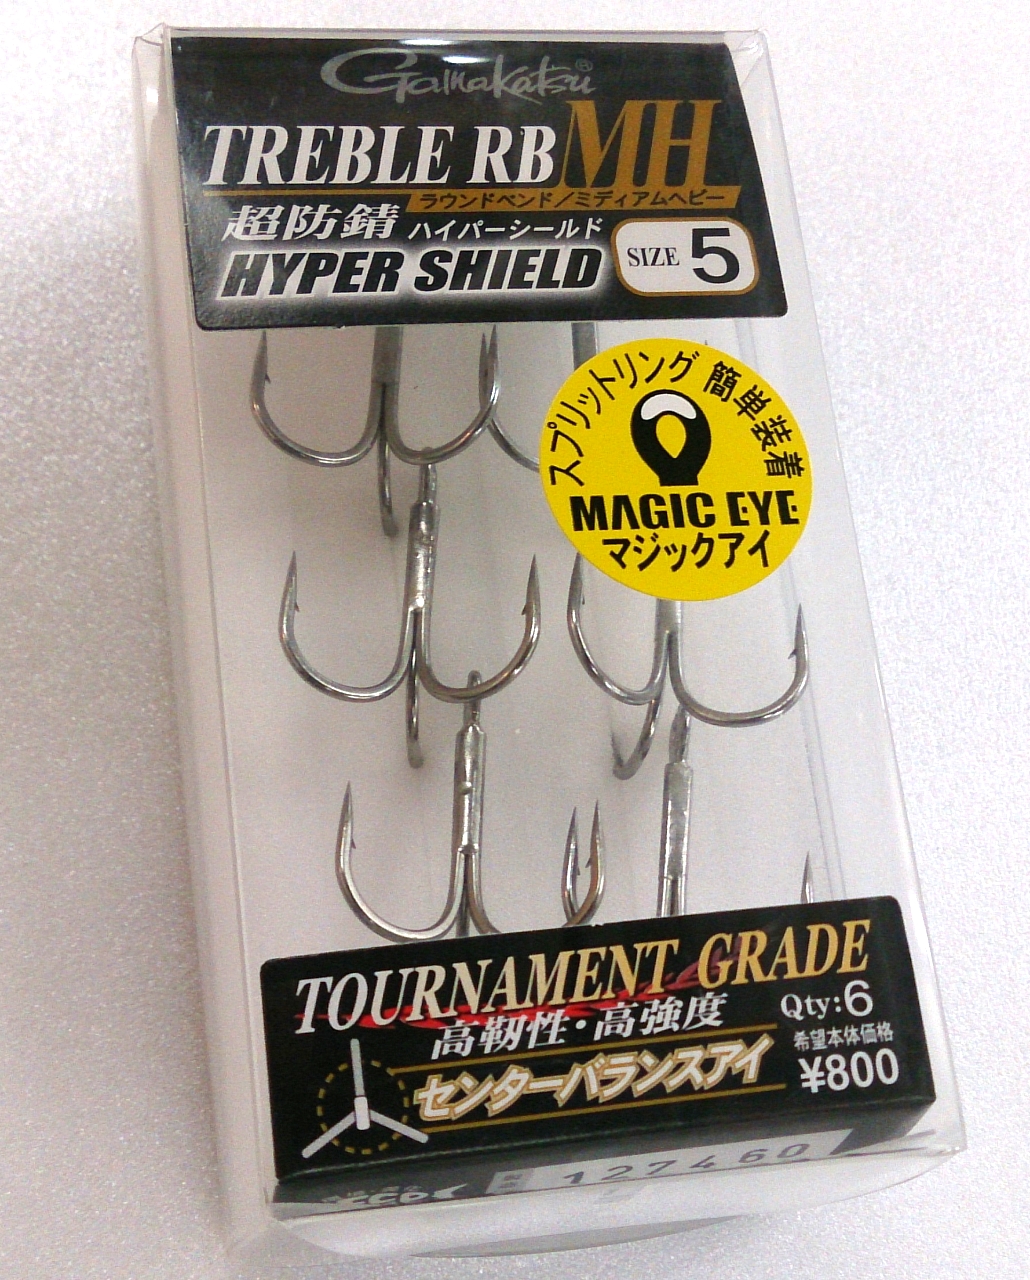 Gamakatsu®
TREBLE RB MH
ラウンドベンド／ミディアムヘビー
超防錆 ハイパーシールド
HYPER SHIELD
SIZE 5
スプリットリング 簡単装着
MAGIC EYE
マジックアイ
TOURNAMENT GRADE
高靭性・高強度
Qty:6
希望本体価格
¥800
センターバランスアイ
127460